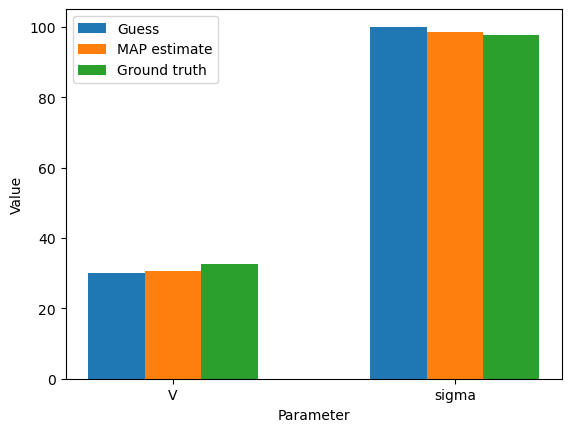 Guess
MAP estimate
Ground truth
Value
100
80
60
40
20
0
V
sigma
Parameter